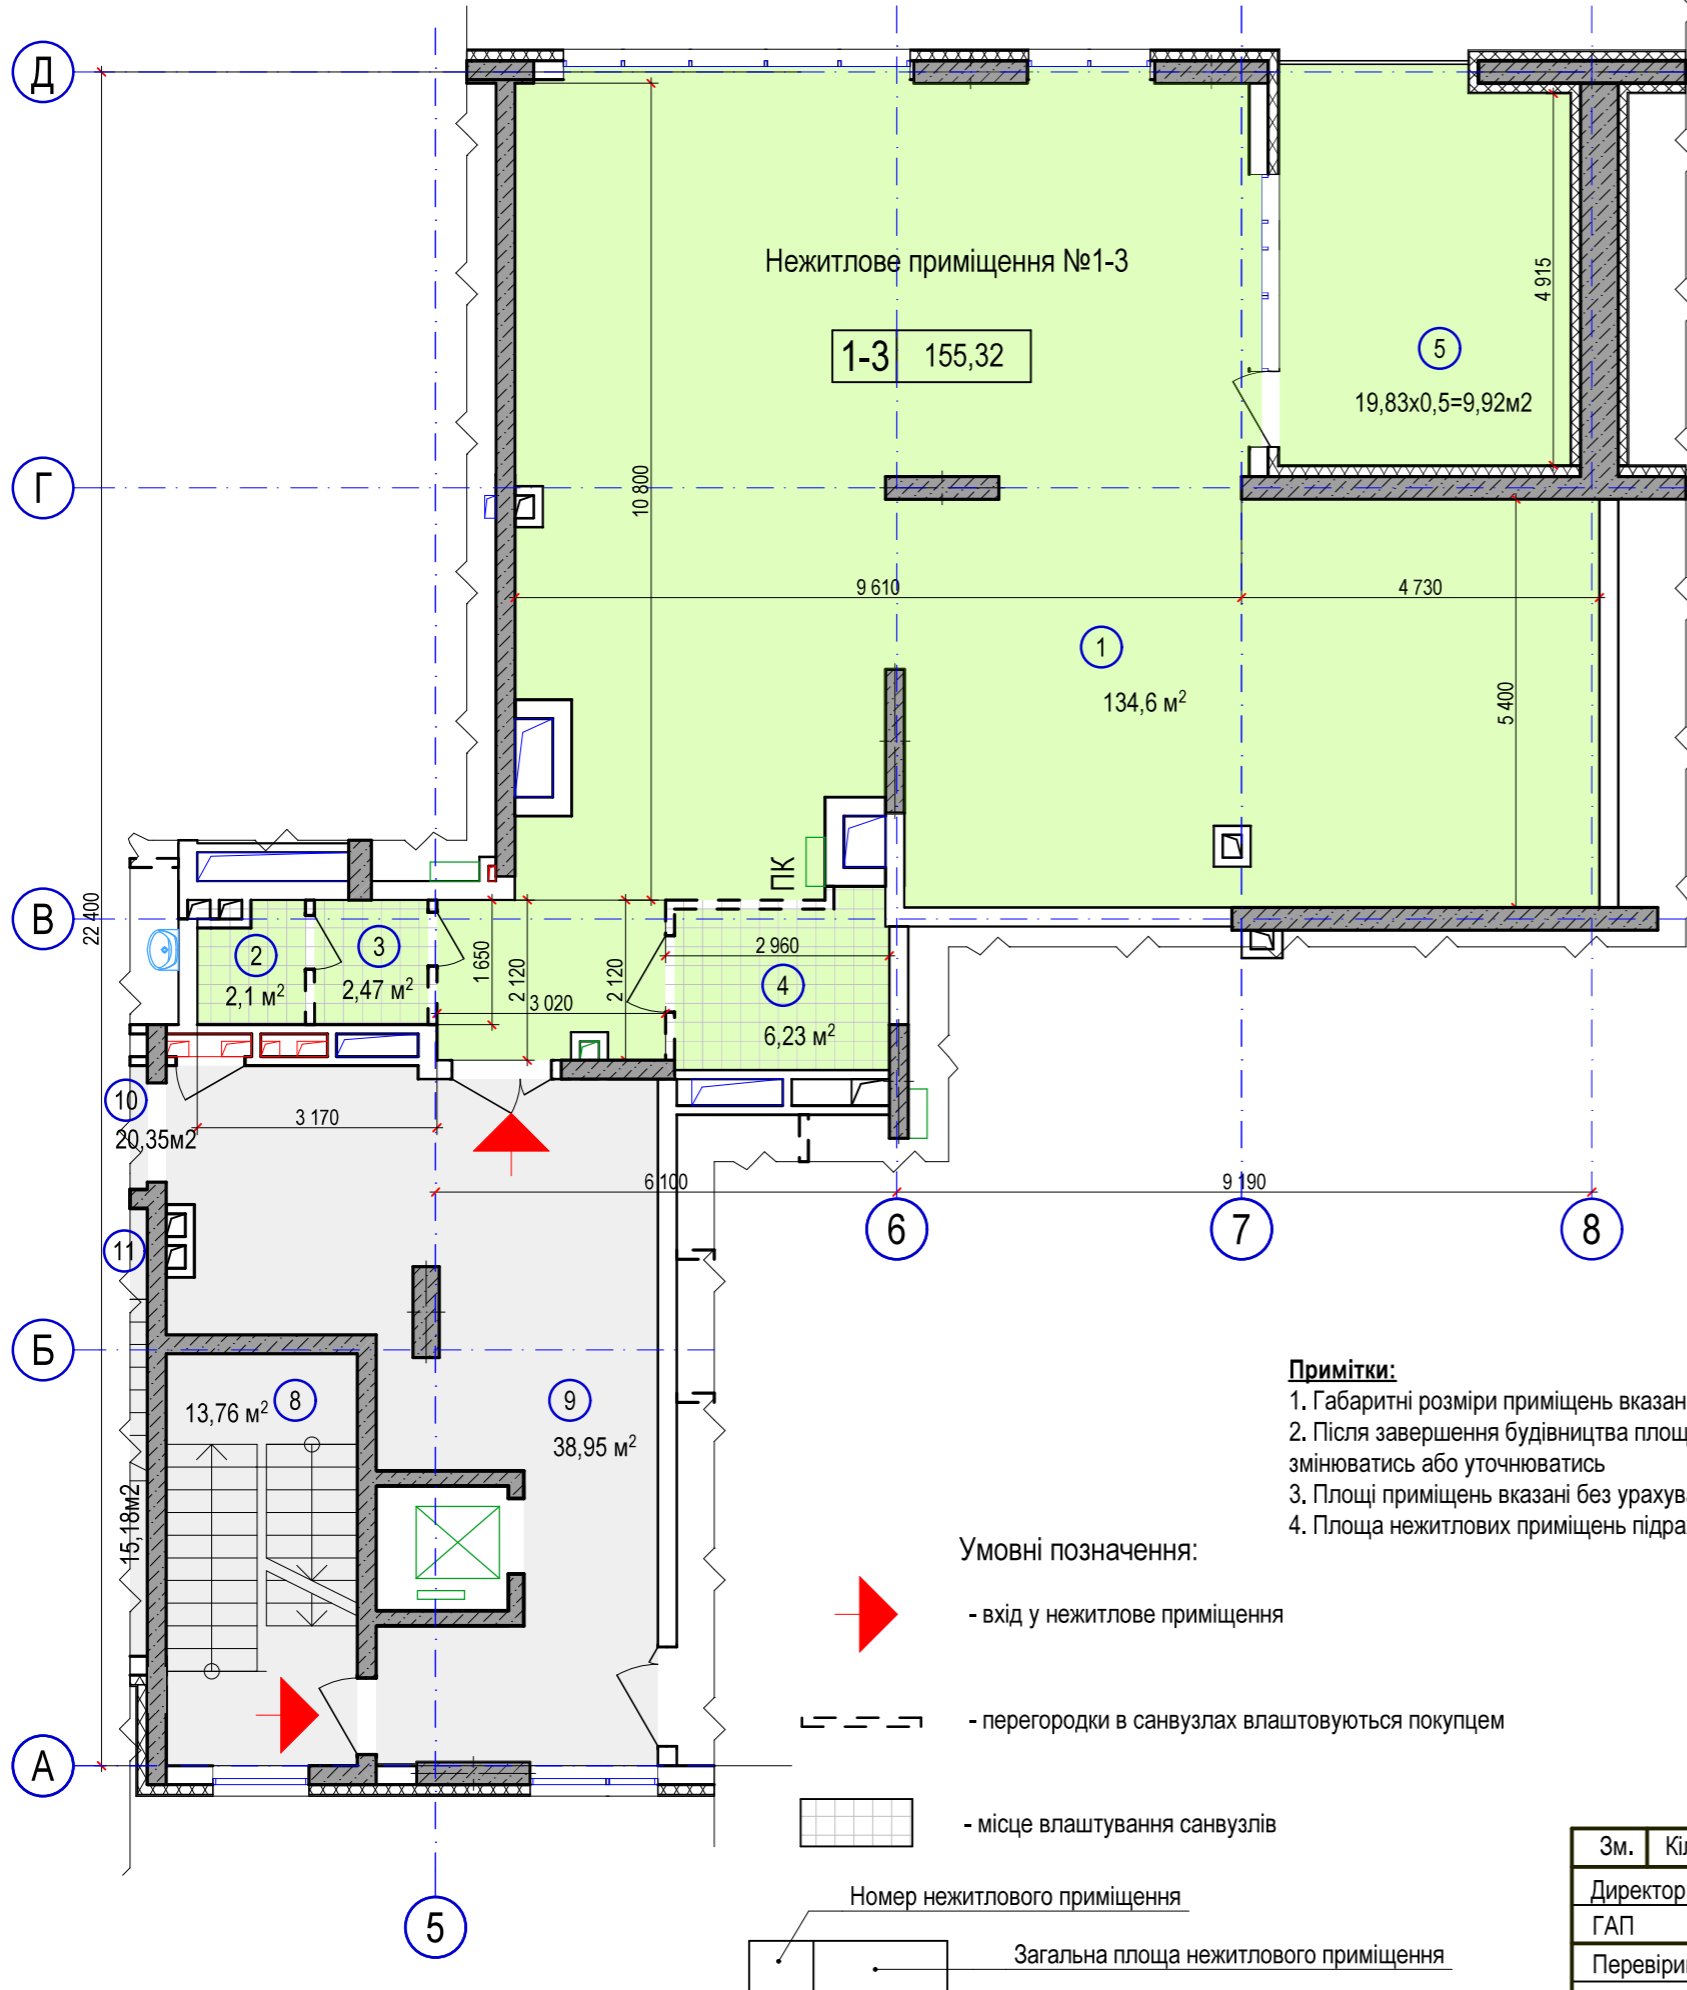 Д
Нежитлове приміщення №1-3
1-3 155,32
4 915
5
19,83х0,5=9,92м2
Г
10 800
9 610
4 730
1
134,6 м²
5 400
ПК
22 400
В
2
2,1 м²
3
2,47 м²
1 650
2 120
3 020
2 120
2 960
4
6,23 м²
10
20,35м2
3 170
6 100
9 190
6
7
8
11
Б
13,76 м²
8
9
38,95 м²
15,18м2
А
5
Примітки:
1. Габаритні розміри приміщень вказан
2. Після завершення будівництва площ
змінюватись або уточнюватись
3. Площі приміщень вказані без урахув
4. Площа нежитлових приміщень підра
Умовні позначення:
- вхід у нежитлове приміщення
- перегородки в санвузлах влаштовуються покупцем
- місце влаштування санвузлів
Номер нежитлового приміщення
Загальна площа нежитлового приміщення
Зм. Кіл
Директор
ГАП
Перевірив